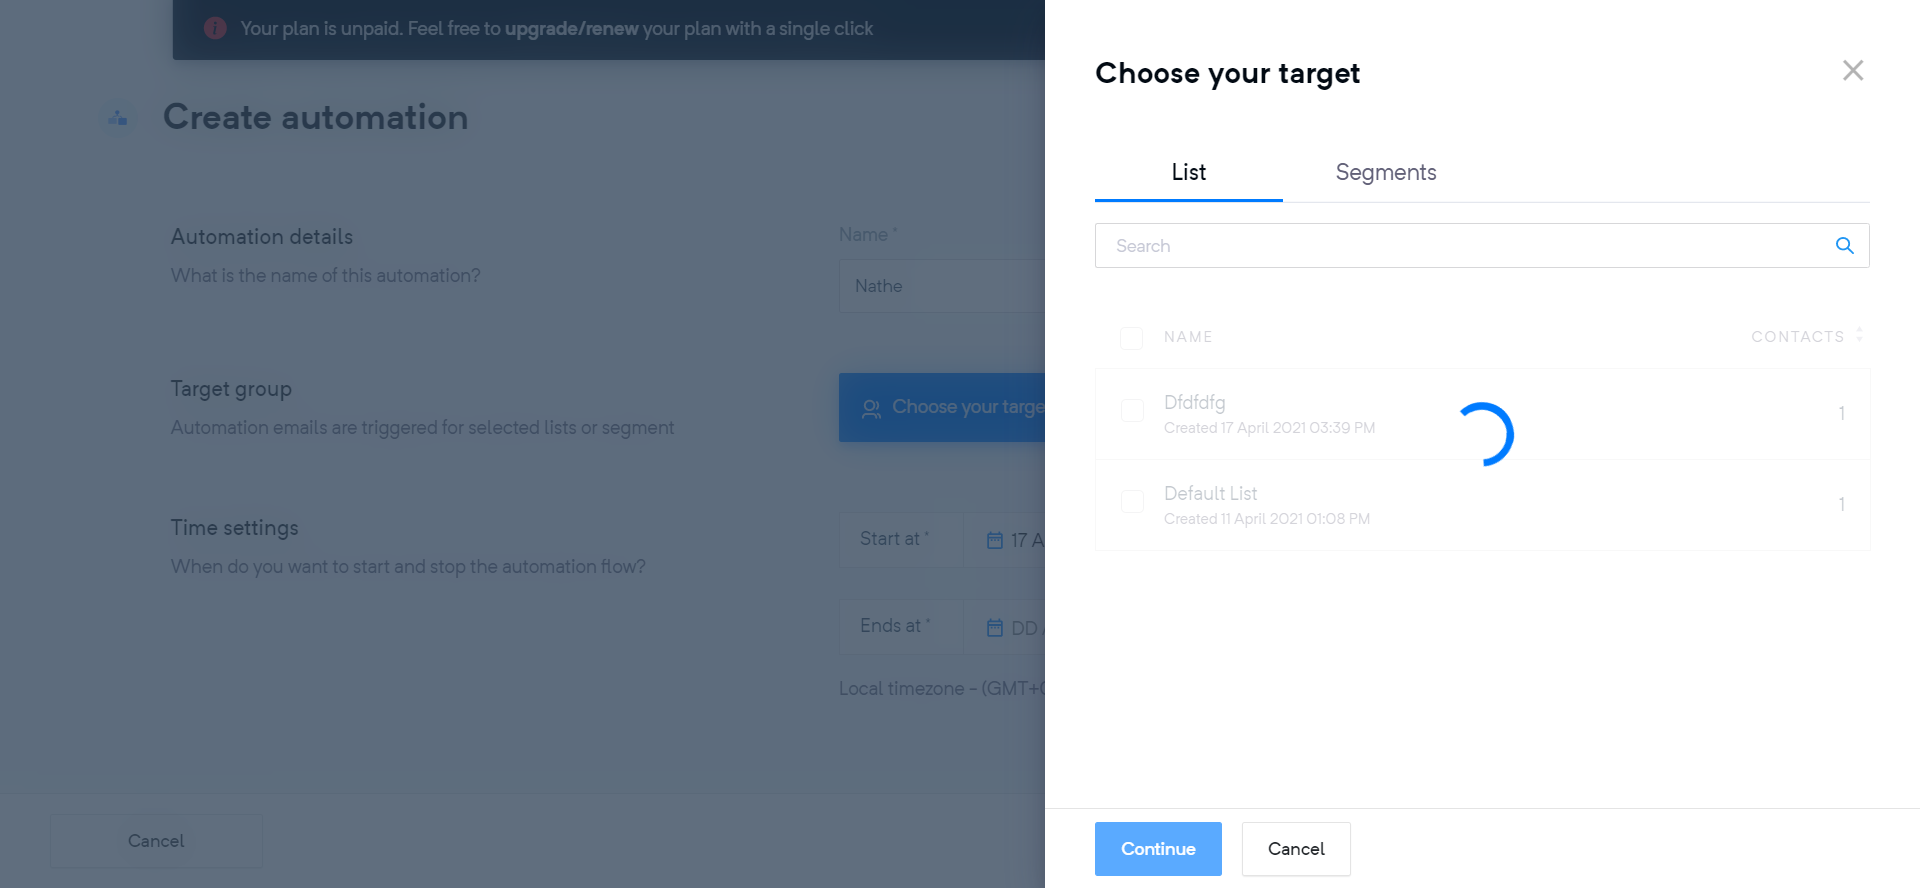 Your plan is unpaid. Feel free to upgrade/renew your plan with a single click
Create automation
Automation details
What is the name of this automation?
Name *
Nathe
Target group
Automation emails are triggered for selected lists or segment
Choose your targe
Time settings
When do you want to start and stop the automation flow?
Start at *
17 A
Ends at *
DD
Local timezone - (GMT+
Cancel
Choose your target
List
Segments
Search
NAME
CONTACTS
Dfdfdfg
Created 17 April 2021 03:39 PM
1
Default List
Created 11 April 2021 01:08 PM
1
Continue
Cancel